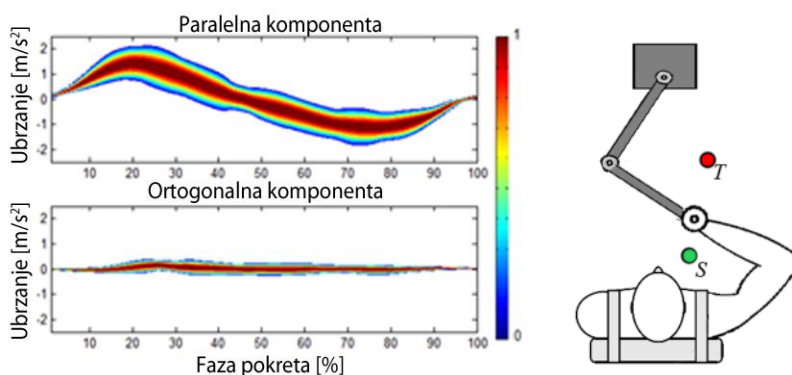 Paralelna komponenta
Ubrzanje [m/s²]
2
1
0
-1
-2
10 20 30 40 50 60 70 80 90 100
Ortogonalna komponenta
Ubrzanje [m/s²]
2
1
0
-1
-2
10 20 30 40 50 60 70 80 90 100
Faza pokreta [%]
1
0
T
S